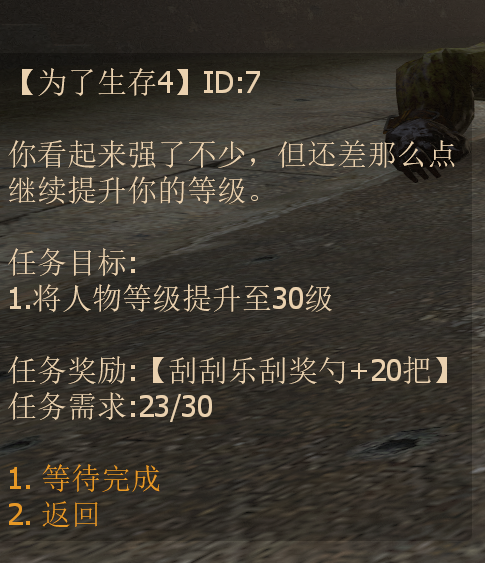 【为了生存4】ID:7
你看起来强了不少，但还差那么点
继续提升你的等级。
任务目标:
1.将人物等级提升至30级
任务奖励:【刮刮乐刮奖勺+20把】
任务需求:23/30
1. 等待完成
2. 返回